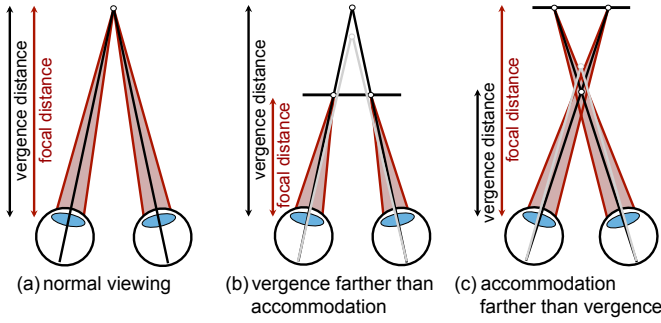 vergence distance
focal distance
vergence distance
focal distance
vergence distance
focal distance
(a) normal viewing
(b) vergence farther than
accommodation
(c) accommodation
farther than vergence